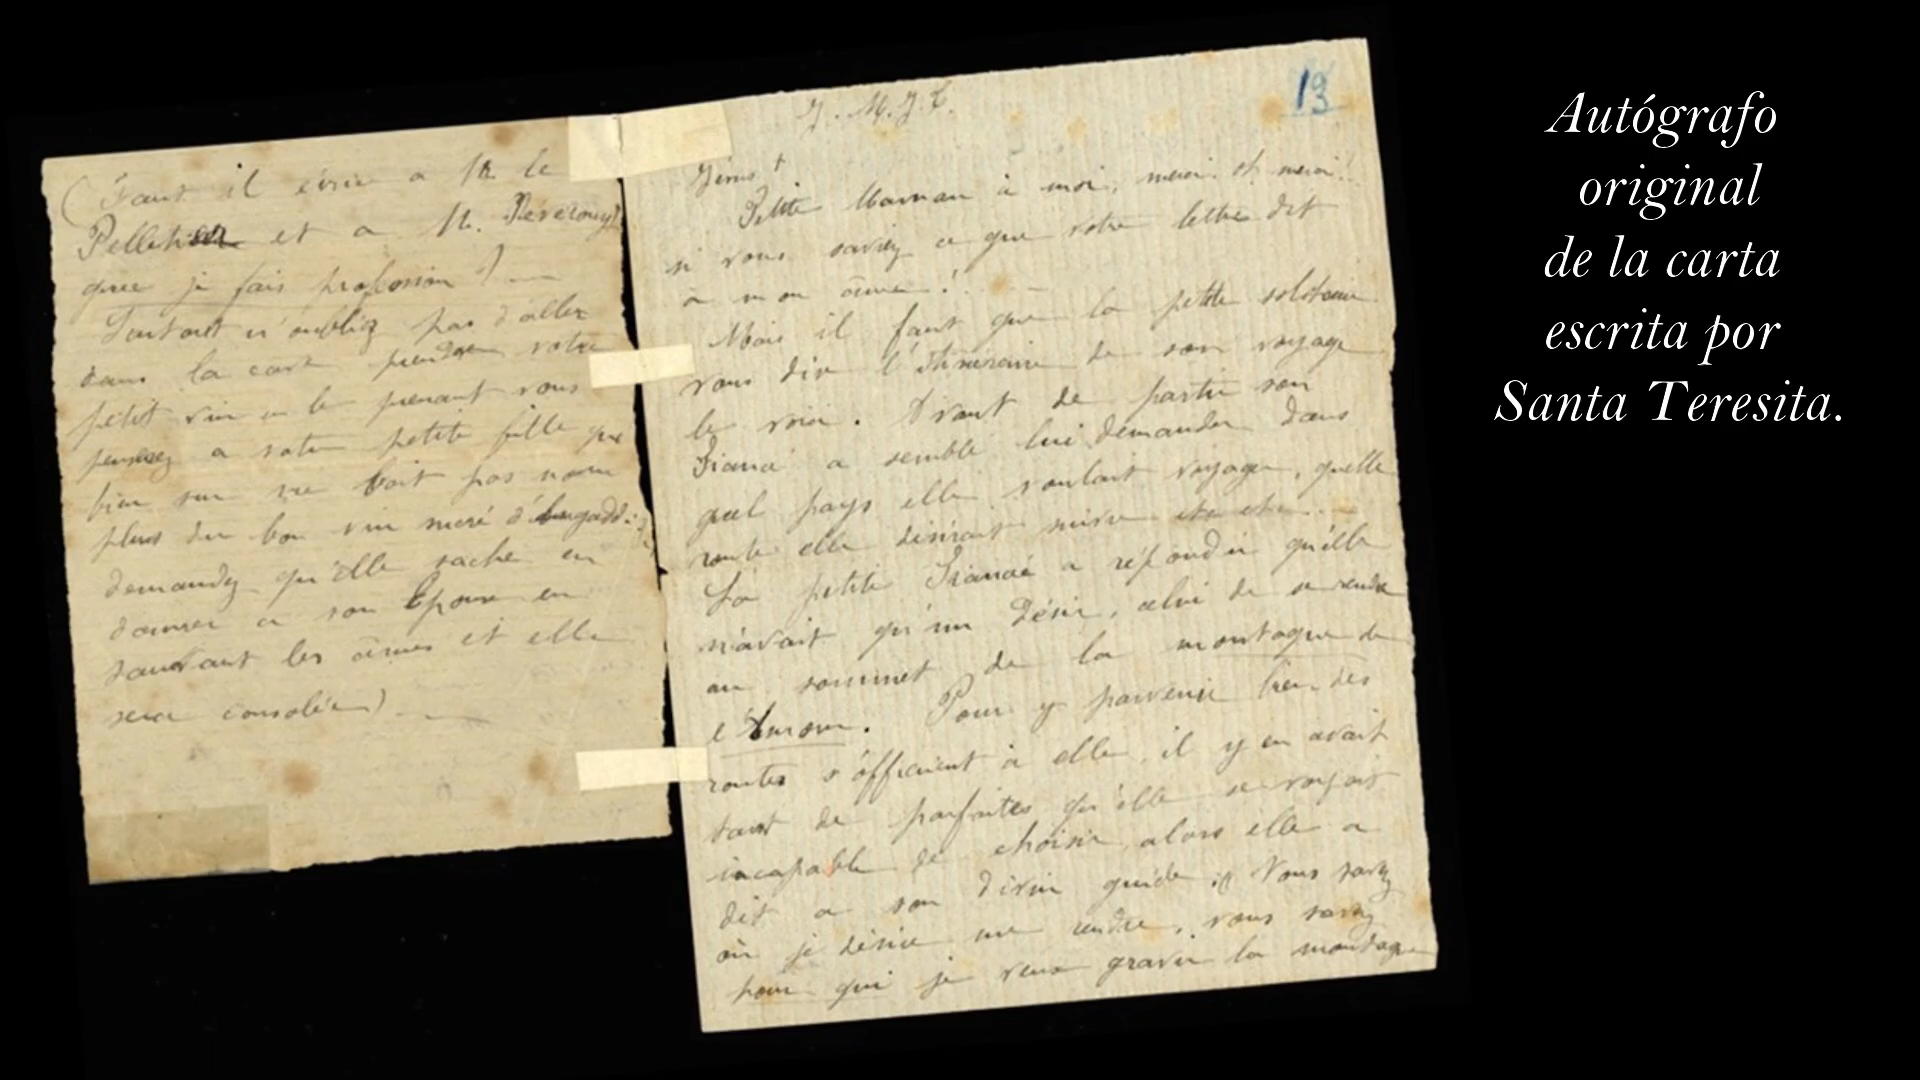 (Faut il écrire a M. le
Pelletier et a M. Révérony
que je fais profession ?) —
Surtout n'oubliez pas d'aller
dans la cave prendre votre
petit vin en le prenant vous
penserez a votre petite fille qui
bien sur ne boit pas non
plus du bon vin sucré d'Engaddi
demandez qu'elle sache en
donner a son Epoux en
sauvant les âmes et elle
sera consolée) —
J. M. J. T.
13
Jésus †
Petite Maman à moi, merci. oh merci!..
si vous saviez ce que votre lettre dit
à mon âme !..
Mais il faut que la petite solitaire
vous dise l'itinéraire de son voyage
le voici. Avant de partir son
Fiancé a semblé lui demander dans
quel pays elle voulait voyager, quelle
route elle désirait suivre etc etc...
La petite Fiancée a répondu qu'elle
n'avait qu'un désir, celui de se rendre
au sommet de la montagne de
l'Amour. Pour y parvenir bien des
routes s'offraient à elle, il y en avait
tant de parfaites qu'elle se voyait
incapable de choisir, alors elle a
dit a son divin guide : « Vous savez
où je désire me rendre, vous savez
pour qui je veux gravir la montagne
Autógrafo
original
de la carta
escrita por
Santa Teresita.